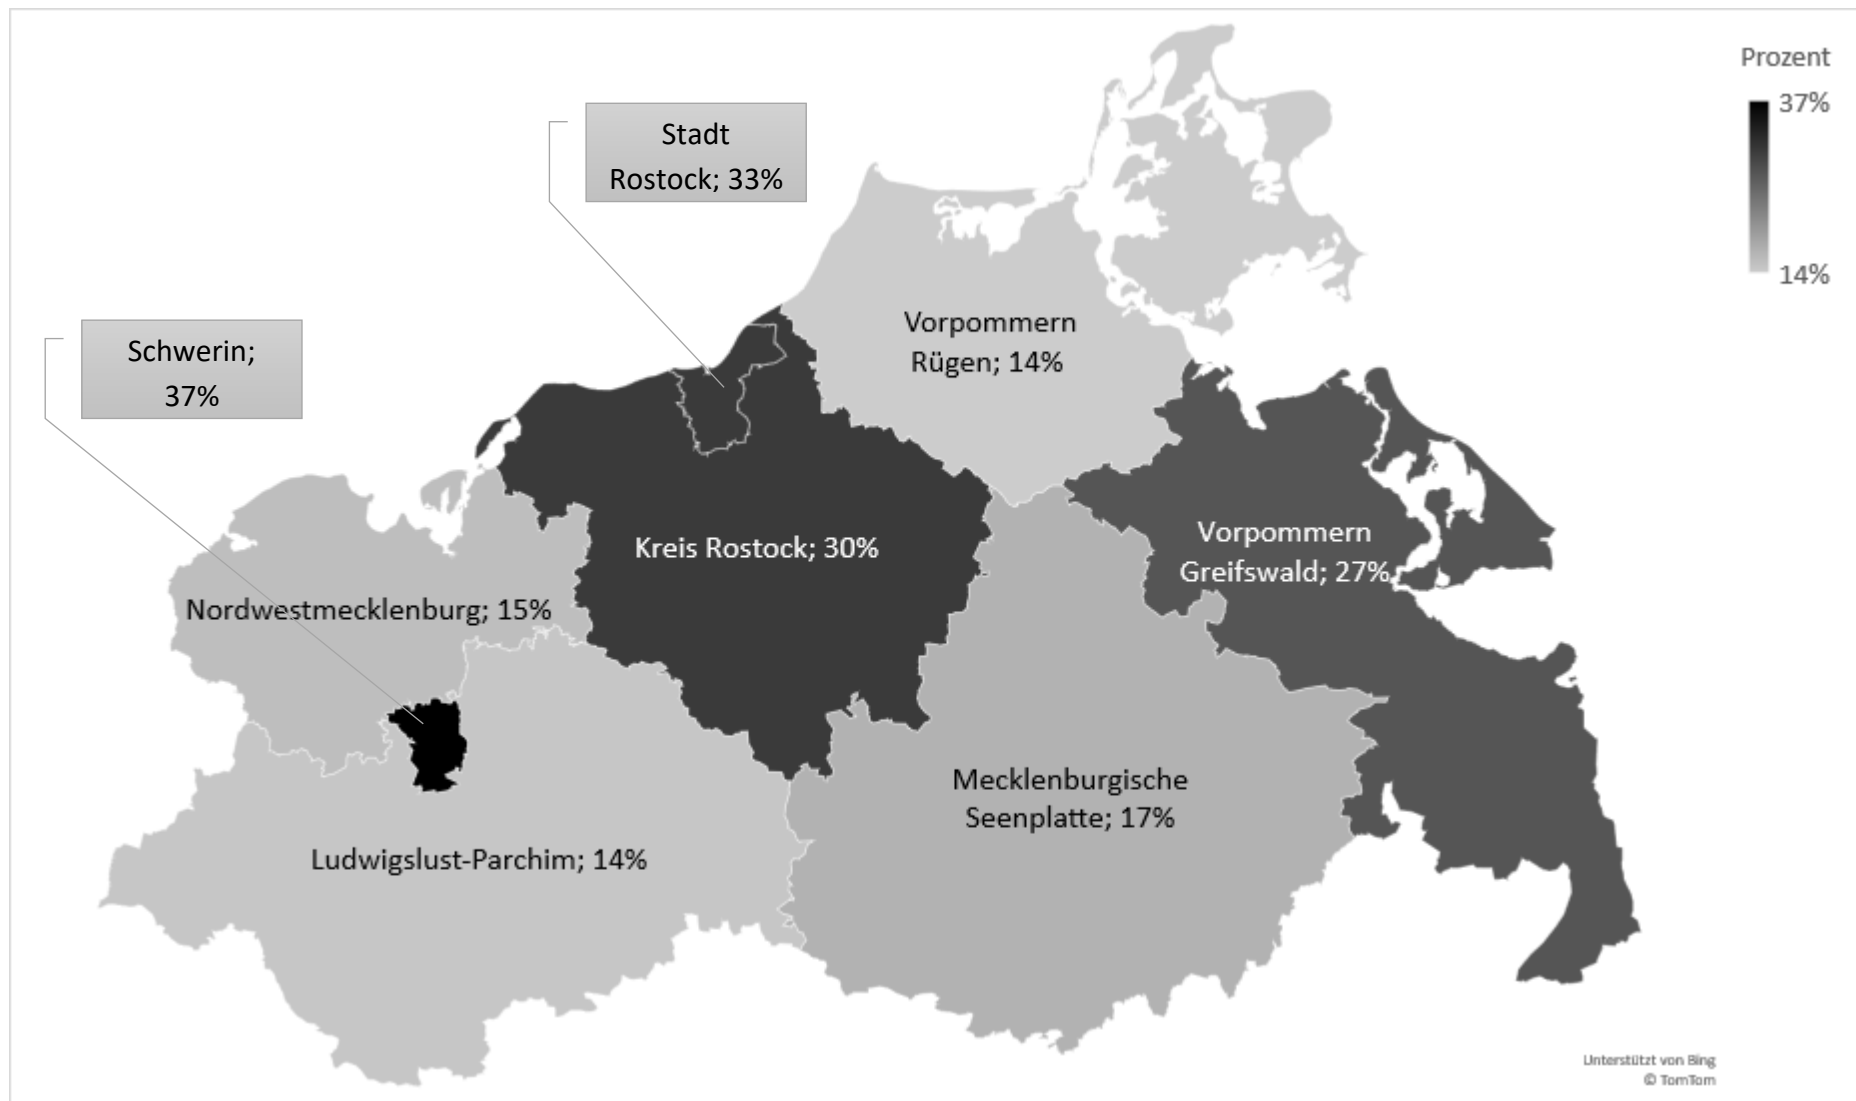 Prozent
37%
14%
Stadt
Rostock; 33%
Schwerin;
37%
Vorpommern
Rügen; 14%
Kreis Rostock; 30%
Vorpommern
Greifswald; 27%
Nordwestmecklenburg; 15%
Mecklenburgische
Seenplatte; 17%
Ludwigslust-Parchim; 14%
Unterstützt von Bing
© TomTom